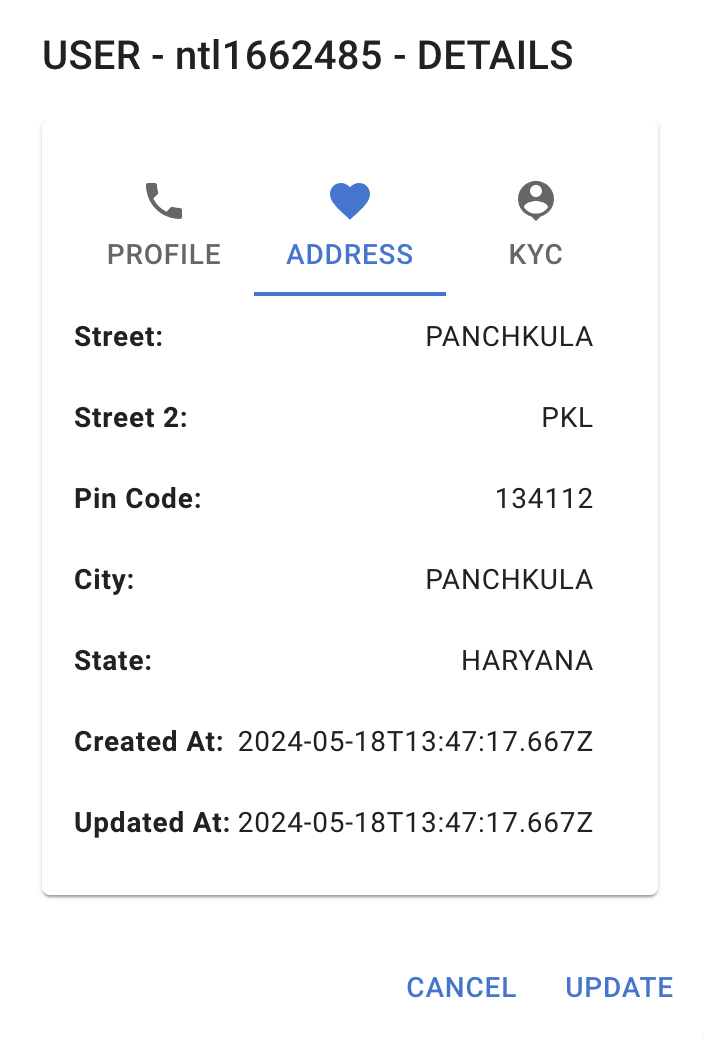 USER - ntl1662485 - DETAILS
PROFILE ADDRESS KYC
Street: PANCHKULA
Street 2: PKL
Pin Code: 134112
City: PANCHKULA
State: HARYANA
Created At: 2024-05-18T13:47:17.667Z
Updated At: 2024-05-18T13:47:17.667Z
CANCEL UPDATE